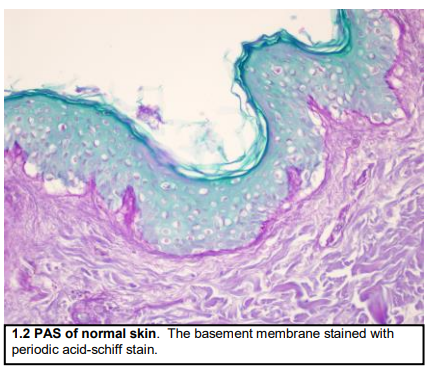 1.2 PAS of normal skin.  The basement membrane stained with
periodic acid-schiff stain.